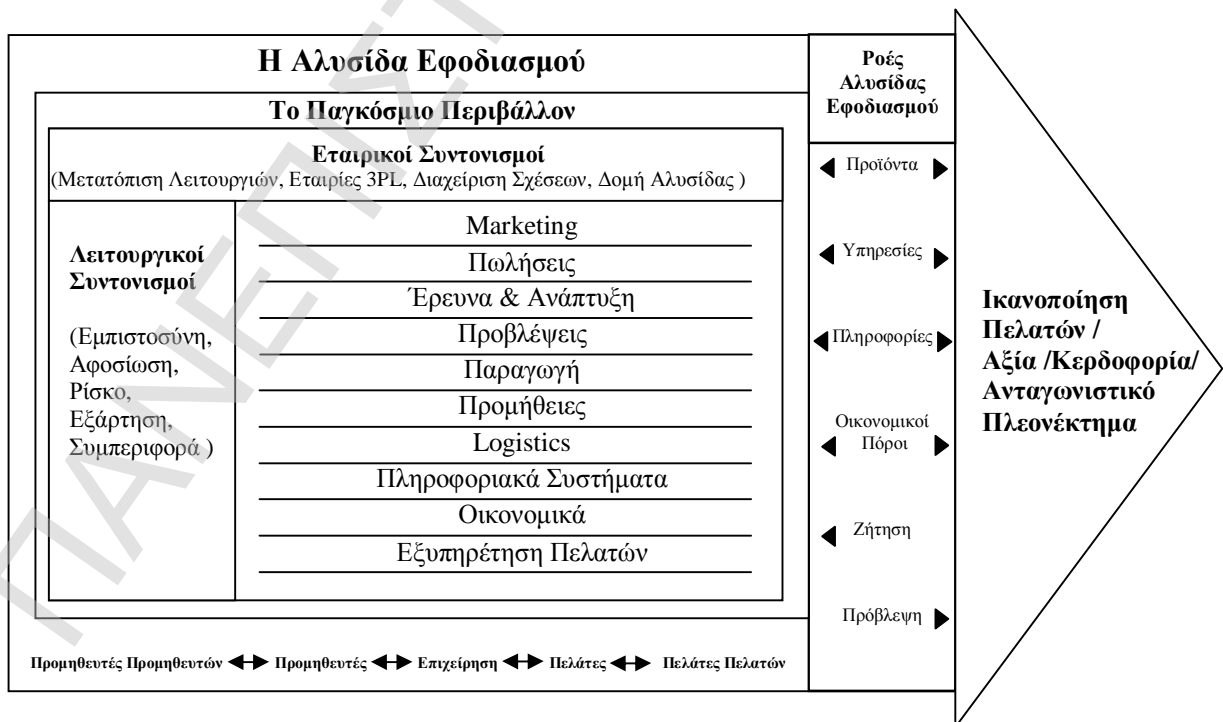 Η Αλυσίδα Εφοδιασμού
Το Παγκόσμιο Περιβάλλον
Εταιρικοί Συντονισμοί
(Μετατόπιση Λειτουργιών, Εταιρίες 3PL, Διαχείριση Σχέσεων, Δομή Αλυσίδας )
Λειτουργικοί
Συντονισμοί
(Εμπιστοσύνη,
Αφοσίωση,
Ρίσκο,
Εξάρτηση,
Συμπεριφορά )
Marketing
Πωλήσεις
Έρευνα & Ανάπτυξη
Προβλέψεις
Παραγωγή
Προμήθειες
Logistics
Πληροφοριακά Συστήματα
Οικονομικά
Εξυπηρέτηση Πελατών
Προμηθευτές Προμηθευτών Προμηθευτές Επιχείρηση Πελάτες Πελάτες Πελατών
Ροές
Αλυσίδας
Εφοδιασμού
Προϊόντα
Υπηρεσίες
Πληροφορίες
Οικονομικοί
Πόροι
Ζήτηση
Πρόβλεψη
Ικανοποίηση
Πελατών /
Αξία /Κερδοφορία/
Ανταγωνιστικό
Πλεονέκτημα
ΠΑΝΕΠΙΣΤ